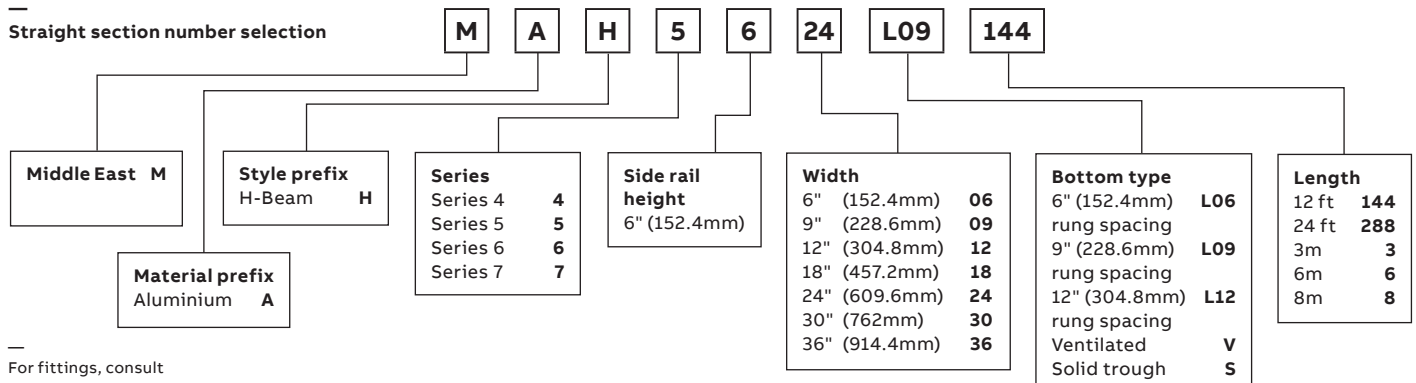 —
Straight section number selection
M A H 5 6 24 L09 144
Middle East M
Material prefix
Aluminium A
Style prefix
H-Beam H
Series
Series 4 4
Series 5 5
Series 6 6
Series 7 7
Side rail
height
6" (152.4mm)
Width
6" (152.4mm) 06
9" (228.6mm) 09
12" (304.8mm) 12
18" (457.2mm) 18
24" (609.6mm) 24
30" (762mm) 30
36" (914.4mm) 36
Bottom type
6" (152.4mm) L06
rung spacing
9" (228.6mm) L09
rung spacing
12" (304.8mm) L12
rung spacing
Ventilated V
Solid trough S
Length
12 ft 144
24 ft 288
3m 3
6m 6
8m 8
—
For fittings, consult